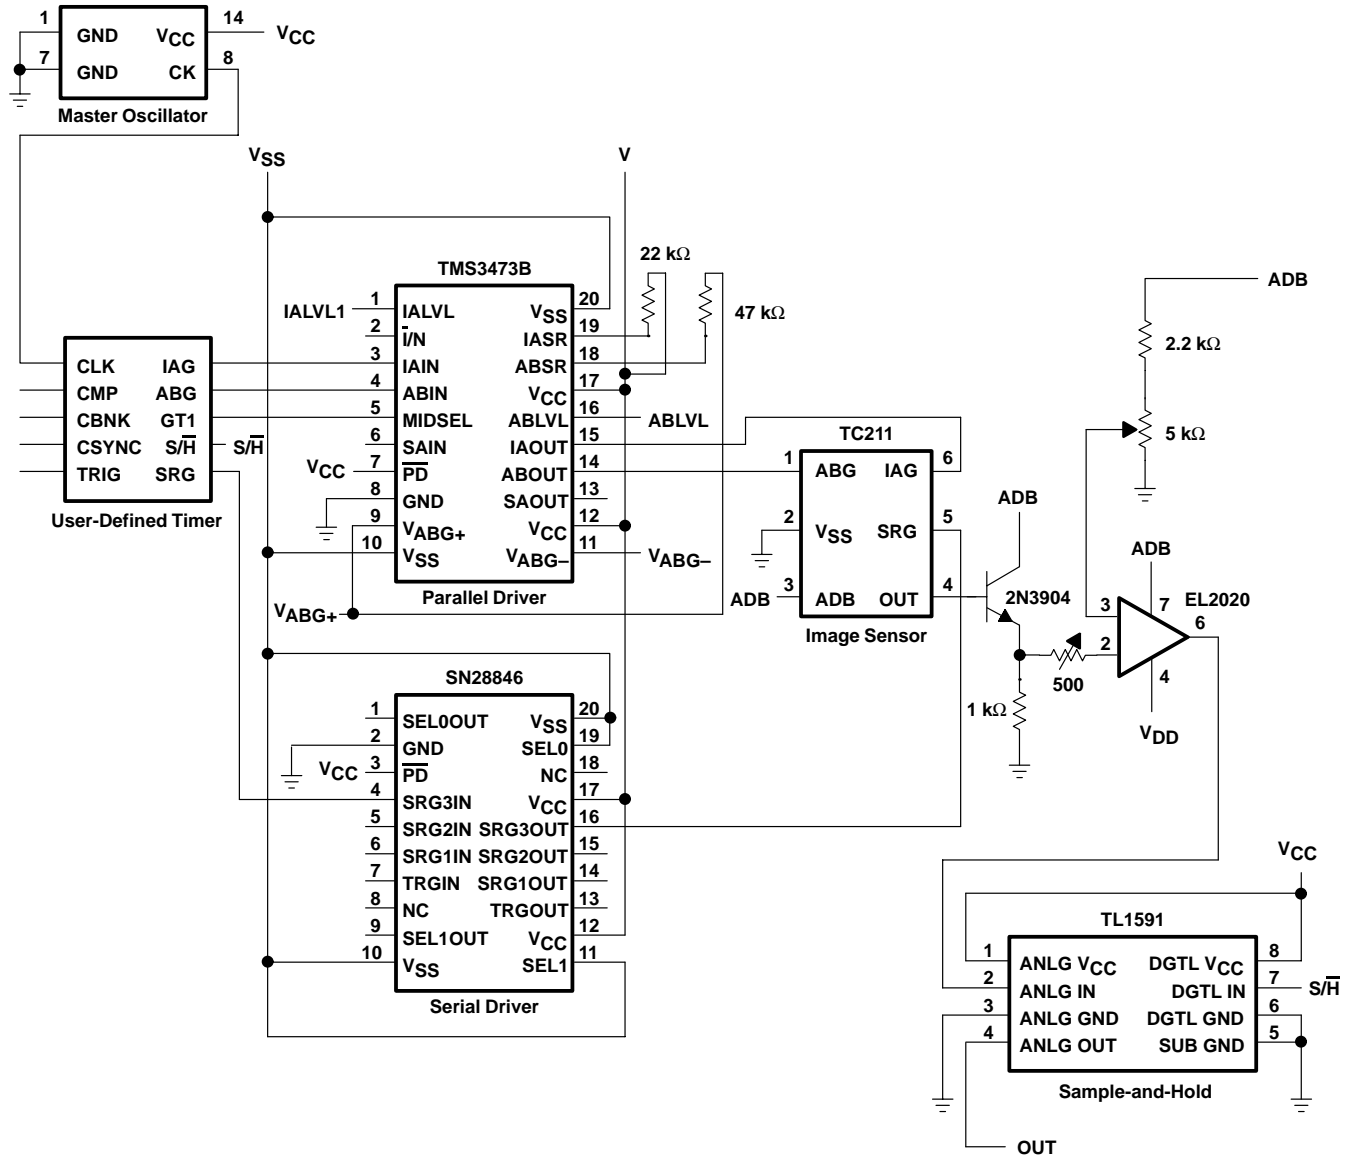 1 GND VCC 14 VCC
7 GND CK 8
Master Oscillator
VSS
V
22 kΩ
47 kΩ
TMS3473B
IALVL1 1 IALVL VSS 20
2 I̅/N IASR 19
3 IAIN ABSR 18
4 ABIN VCC 17
5 MIDSEL ABLVL 16 ABLVL
6 SAIN IAOUT 15
VCC 7 P̅D̅ ABOUT 14
8 GND SAOUT 13
9 VABG+ VCC 12
10 VSS VABG– 11 VABG–
Parallel Driver
VABG+
CLK IAG
CMP ABG
CBNK GT1
CSYNC S/H̅ S/H̅
TRIG SRG
User-Defined Timer
TC211
1 ABG IAG 6
2 VSS SRG 5
ADB 3 ADB OUT 4
Image Sensor
ADB
2N3904
500
1 kΩ
ADB
2.2 kΩ
5 kΩ
ADB
EL2020
3 7 6
2 4
VDD
SN28846
1 SEL0OUT VSS 20
2 GND SEL0 19
VCC 3 P̅D̅ NC 18
4 SRG3IN VCC 17
5 SRG2IN SRG3OUT 16
6 SRG1IN SRG2OUT 15
7 TRGIN SRG1OUT 14
8 NC TRGOUT 13
9 SEL1OUT VCC 12
10 VSS SEL1 11
Serial Driver
VCC
TL1591
1 ANLG VCC DGTL VCC 8
2 ANLG IN DGTL IN 7 S/H̅
3 ANLG GND DGTL GND 6
4 ANLG OUT SUB GND 5
Sample-and-Hold
OUT